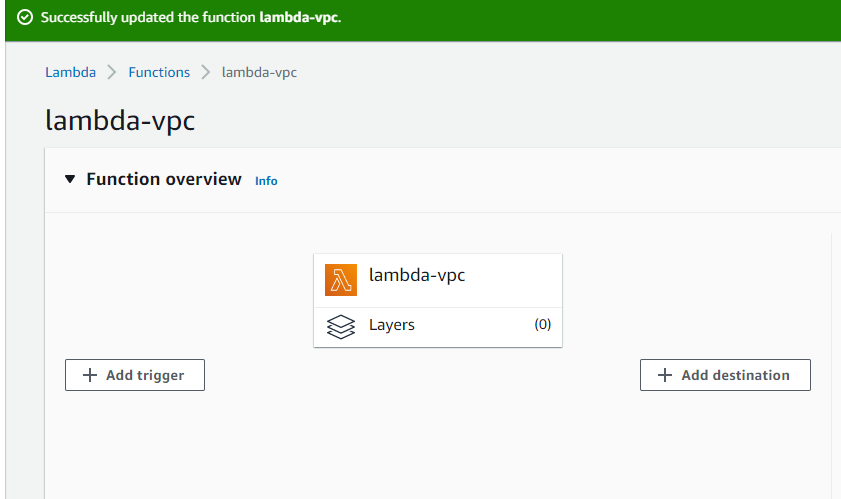 Successfully updated the function lambda-vpc.
Lambda > Functions > lambda-vpc
lambda-vpc
Function overview Info
lambda-vpc
Layers (0)
+ Add trigger
+ Add destination